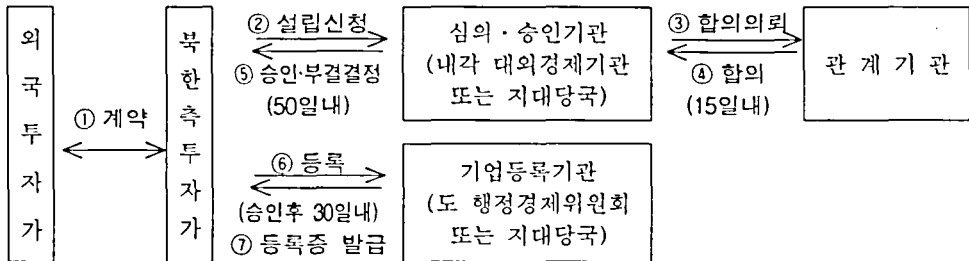 외국투자가
① 계약
북한측투자가
② 설립신청
⑤ 승인·부결결정
(50일내)
심의·승인기관
(내각 대외경제기관
또는 지대당국)
③ 합의의뢰
④ 합의
(15일내)
관계기관
⑥ 등록
(승인후 30일내)
⑦ 등록증 발급
기업등록기관
(도 행정경제위원회
또는 지대당국)